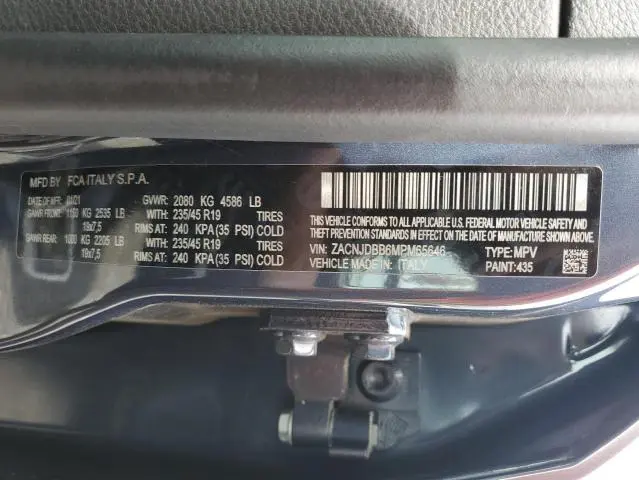 MFD BY FCA ITALY S.P.A.
DATE OF MFR 01/21 GVWR: 2080 KG 4586 LB
GAWR FRONT: 1150 KG 2535 LB WITH: 235/45 R19 TIRES
19x7,5 RIMS AT: 240 KPA (35 PSI) COLD
GAWR REAR: 1000 KG 2205 LB WITH: 235/45 R19 TIRES
19x7,5 RIMS AT: 240 KPA (35 PSI) COLD
THIS VEHICLE CONFORMS TO ALL APPLICABLE U.S. FEDERAL MOTOR VEHICLE SAFETY
BUMPER, AND THEFT PREVENTION STANDARDS IN EFFECT ON THE DATE OF
MANUFACTURE SHOWN ABOVE
VIN: ZACNJDBB6MPM65646 TYPE: MPV
VEHICLE MADE IN: ITALY PAINT: 435